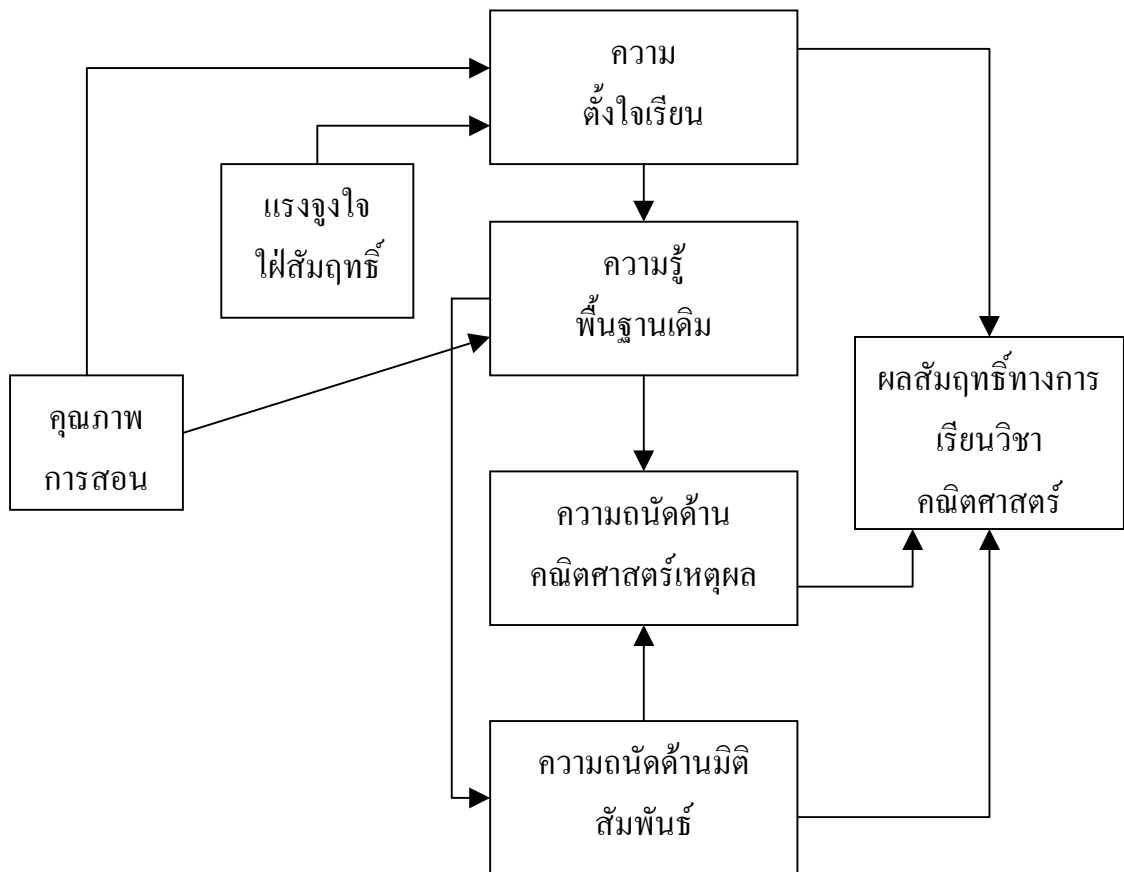 ความ
ตั้งใจเรียน
แรงจูงใจ
ใฝ่สัมฤทธิ์
ความรู้
พื้นฐานเดิม
คุณภาพ
การสอน
ผลสัมฤทธิ์ทางการ
เรียนวิชา
คณิตศาสตร์
ความถนัดด้าน
คณิตศาสตร์เหตุผล
ความถนัดด้านมิติ
สัมพันธ์